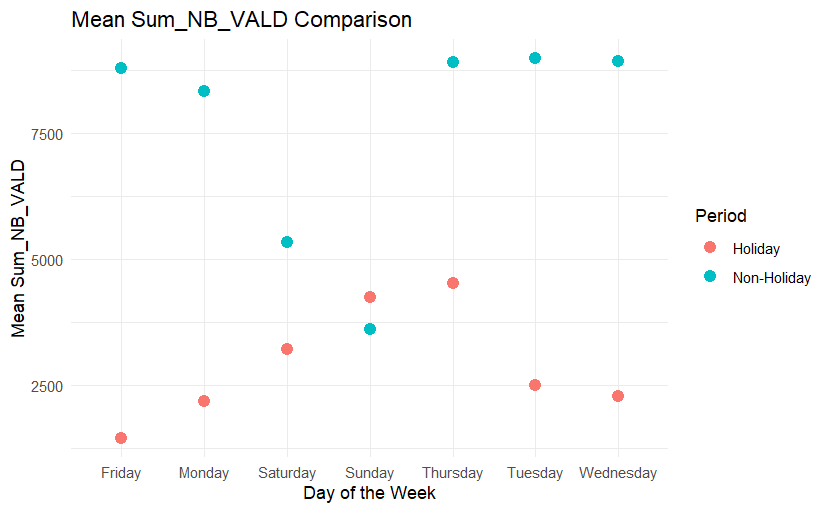 Mean Sum_NB_VALD Comparison
Mean Sum_NB_VALD
7500
5000
2500
Friday Monday Saturday Sunday Thursday Tuesday Wednesday
Day of the Week
Period
Holiday
Non-Holiday